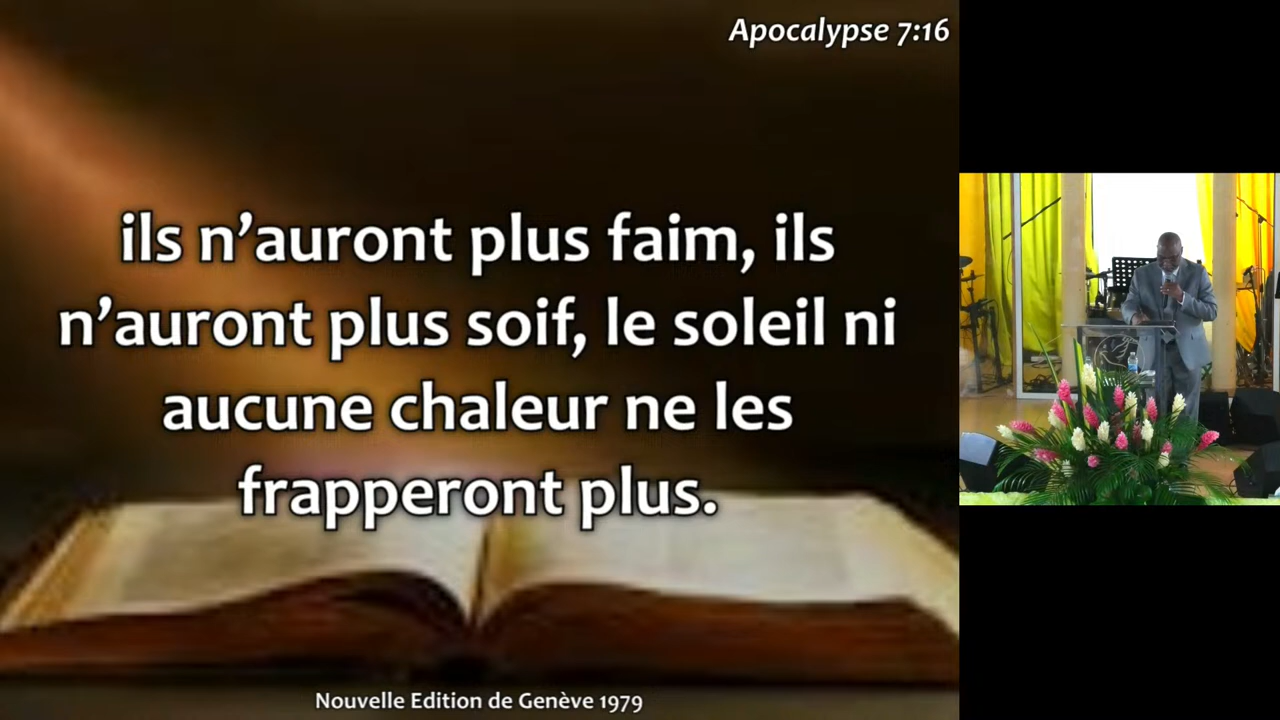 Apocalypse 7:16
ils n’auront plus faim, ils
n’auront plus soif, le soleil ni
aucune chaleur ne les
frapperont plus.
Nouvelle Edition de Genève 1979